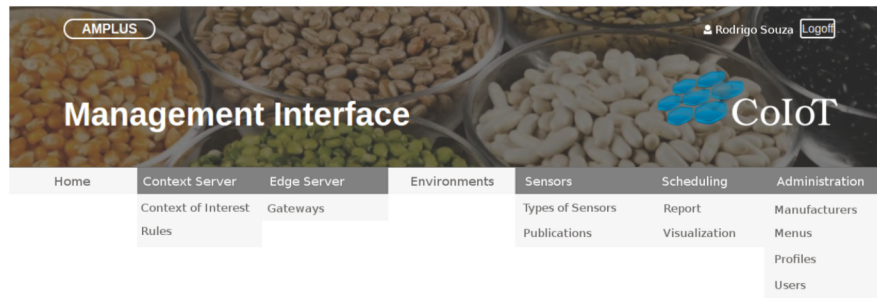 AMPLUS
Rodrigo Souza Logoff
Management Interface
CoIoT
Home Context Server Edge Server Environments Sensors Scheduling Administration
Context of Interest Gateways Types of Sensors Report Manufacturers
Rules Publications Visualization Menus
Profiles
Users